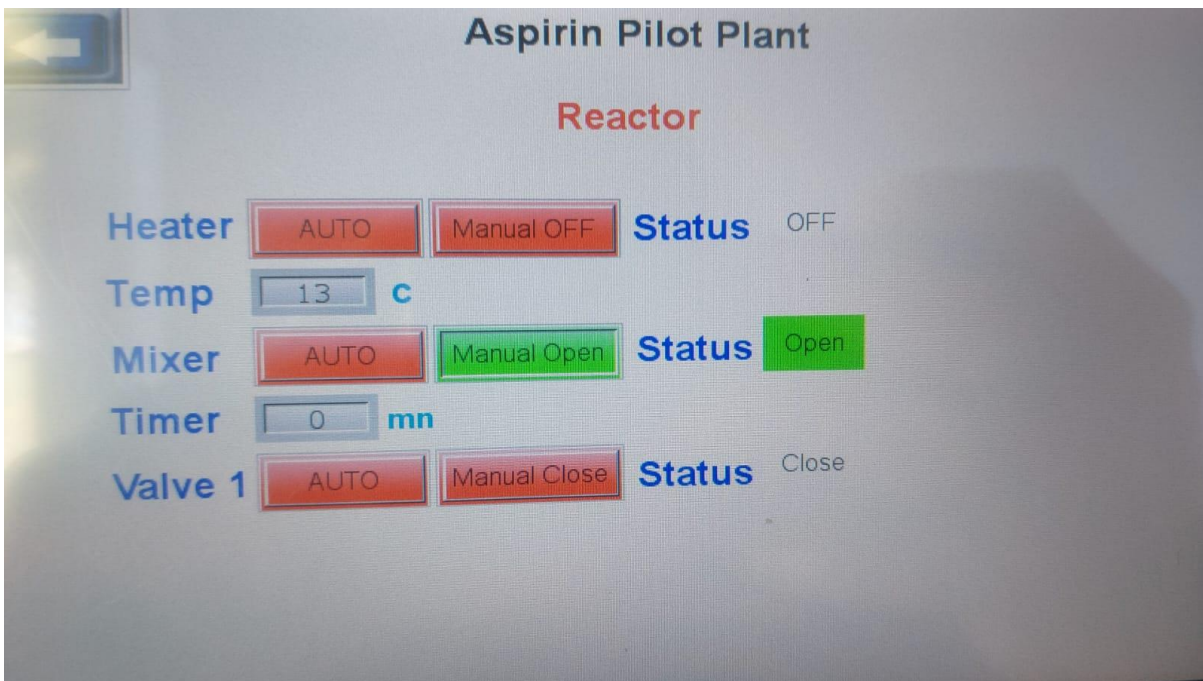 Aspirin Pilot Plant
Reactor
Heater AUTO Manual OFF Status OFF
Temp 13 C
Mixer AUTO Manual Open Status Open
Timer 0 mn
Valve 1 AUTO Manual Close Status Close